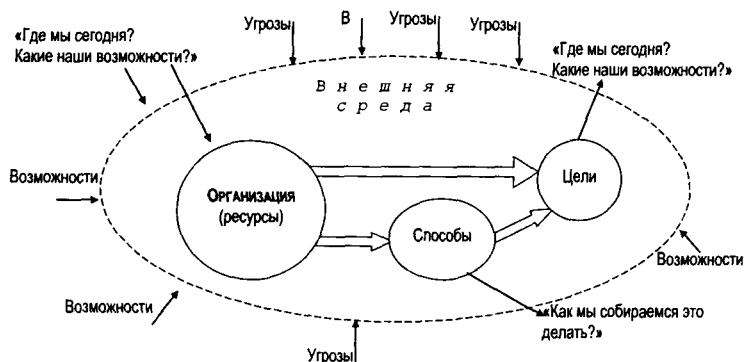 Угрозы
В
Угрозы
Угрозы
«Где мы сегодня?
Какие наши возможности?»
«Где мы сегодня?
Какие наши возможности?»
Внешняя
среда
Возможности
ОРГАНИЗАЦИЯ
(ресурсы)
Цели
Способы
Возможности
Возможности
«Как мы собираемся это
делать?»
Угрозы